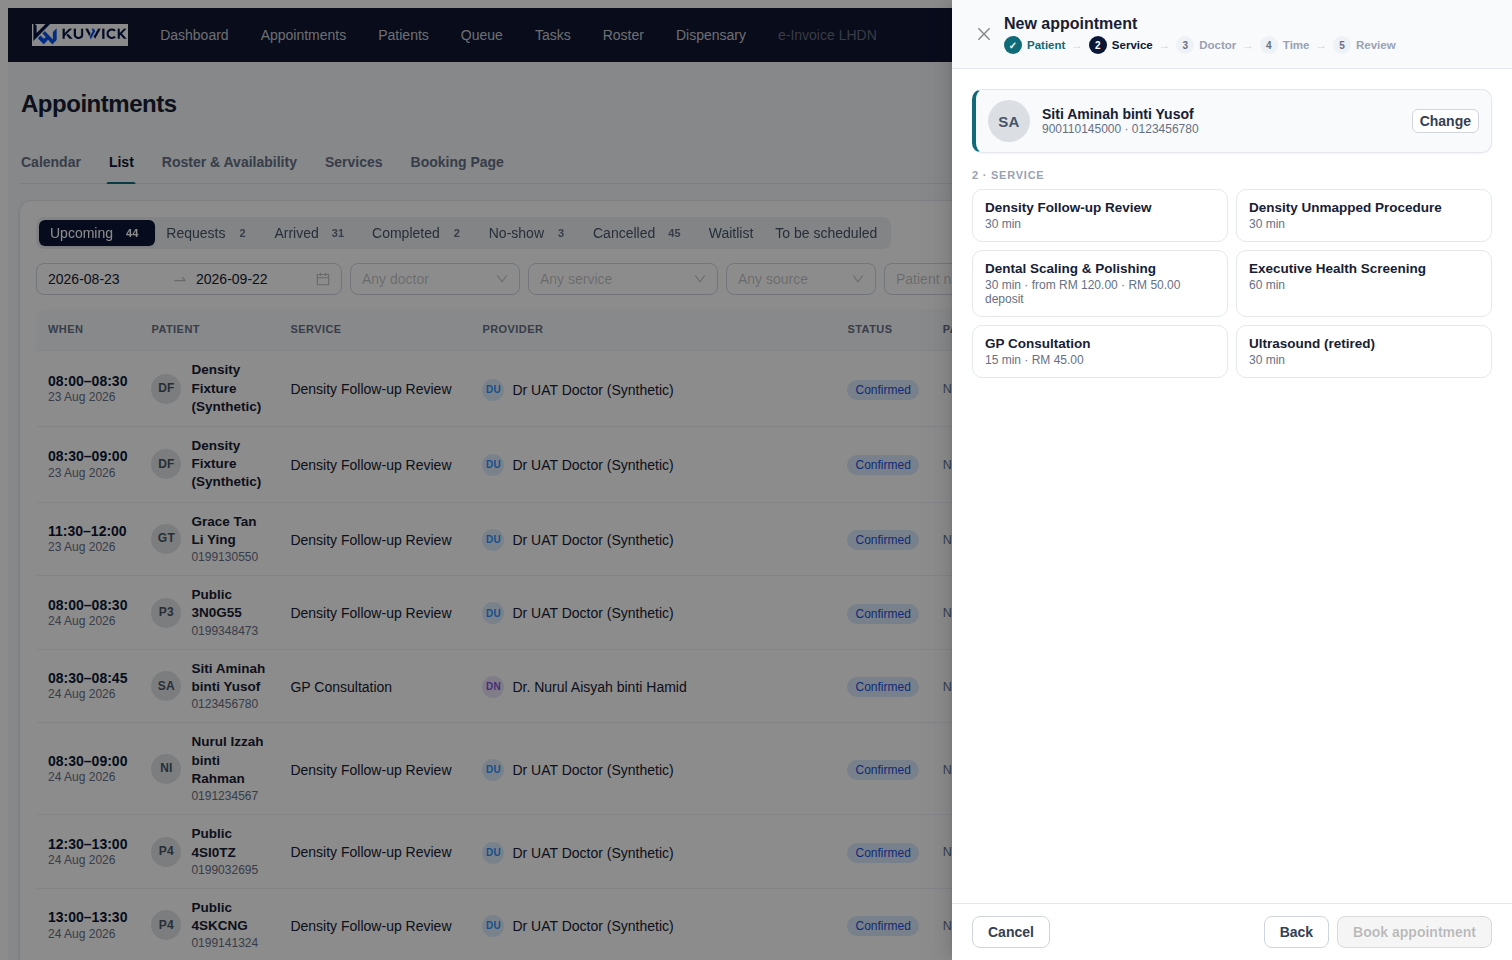 KUWICK
Dashboard
Appointments
Patients
Queue
Tasks
Roster
Dispensary
e-Invoice LHDN
Appointments
Calendar
List
Roster & Availability
Services
Booking Page
Upcoming 44
Requests 2
Arrived 31
Completed 2
No-show 3
Cancelled 45
Waitlist
To be scheduled
2026-08-23 → 2026-09-22
Any doctor
Any service
Any source
Patient n
WHEN PATIENT SERVICE PROVIDER STATUS
08:00–08:30
23 Aug 2026
DF
Density
Fixture
(Synthetic)
Density Follow-up Review
DU Dr UAT Doctor (Synthetic)
Confirmed
N
08:30–09:00
23 Aug 2026
DF
Density
Fixture
(Synthetic)
Density Follow-up Review
DU Dr UAT Doctor (Synthetic)
Confirmed
N
11:30–12:00
23 Aug 2026
GT
Grace Tan
Li Ying
0199130550
Density Follow-up Review
DU Dr UAT Doctor (Synthetic)
Confirmed
N
08:00–08:30
24 Aug 2026
P3
Public
3N0G55
0199348473
Density Follow-up Review
DU Dr UAT Doctor (Synthetic)
Confirmed
N
08:30–08:45
24 Aug 2026
SA
Siti Aminah
binti Yusof
0123456780
GP Consultation
DN Dr. Nurul Aisyah binti Hamid
Confirmed
N
08:30–09:00
24 Aug 2026
NI
Nurul Izzah
binti
Rahman
0191234567
Density Follow-up Review
DU Dr UAT Doctor (Synthetic)
Confirmed
N
12:30–13:00
24 Aug 2026
P4
Public
4SI0TZ
0199032695
Density Follow-up Review
DU Dr UAT Doctor (Synthetic)
Confirmed
N
13:00–13:30
24 Aug 2026
P4
Public
4SKCNG
0199141324
Density Follow-up Review
DU Dr UAT Doctor (Synthetic)
Confirmed
N
New appointment
✓ Patient → 2 Service → 3 Doctor → 4 Time → 5 Review
SA
Siti Aminah binti Yusof
900110145000 · 0123456780
Change
2 · SERVICE
Density Follow-up Review
30 min
Density Unmapped Procedure
30 min
Dental Scaling & Polishing
30 min · from RM 120.00 · RM 50.00
deposit
Executive Health Screening
60 min
GP Consultation
15 min · RM 45.00
Ultrasound (retired)
30 min
Cancel
Back
Book appointment